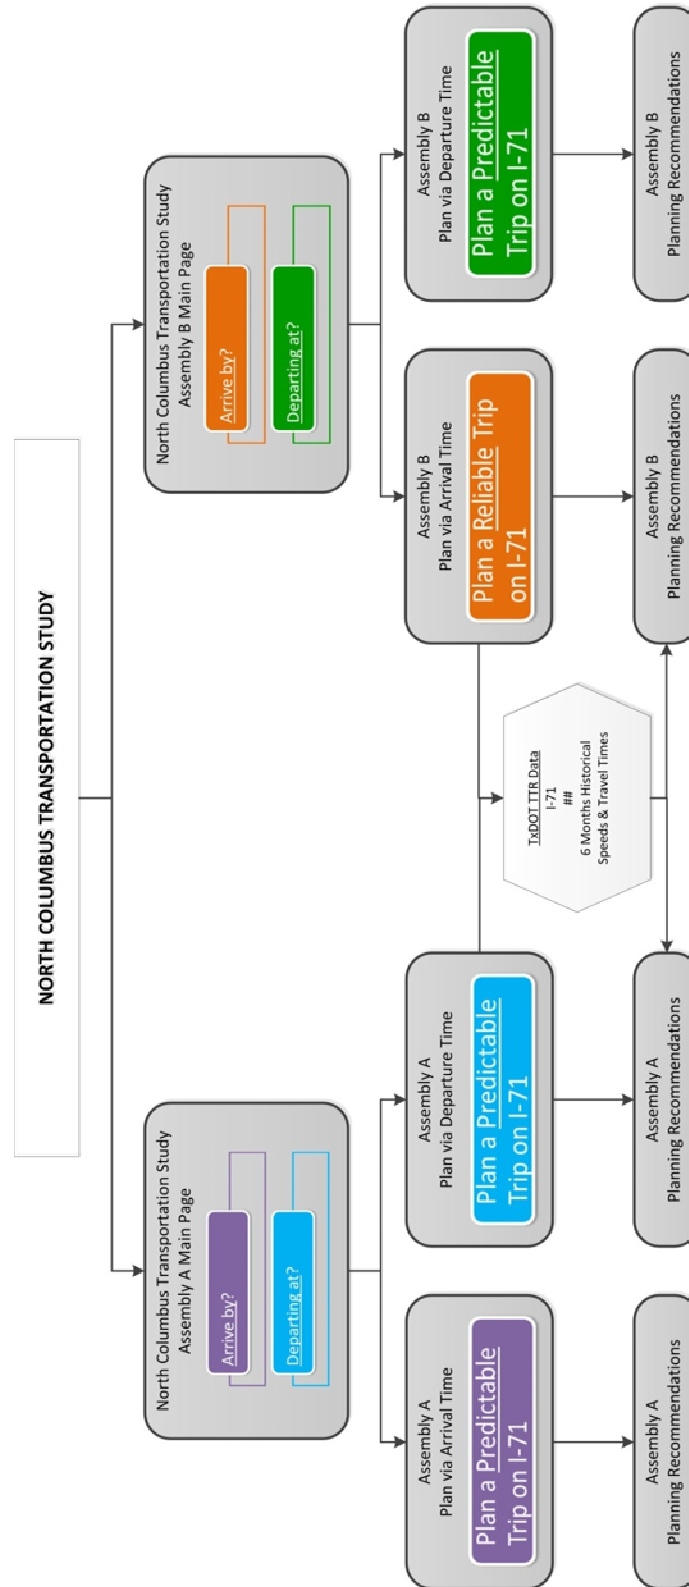 NORTH COLUMBUS TRANSPORTATION STUDY
North Columbus Transportation Study
Assembly A Main Page
Arrive by?
Departing at?
North Columbus Transportation Study
Assembly B Main Page
Arrive by?
Departing at?
Assembly A
Plan via Arrival Time
Plan a Predictable
Trip on I-71
Assembly A
Plan via Departure Time
Plan a Predictable
Trip on I-71
Assembly B
Plan via Arrival Time
Plan a Reliable Trip
on I-71
Assembly B
Plan via Departure Time
Plan a Predictable
Trip on I-71
TxDOT TTR Data
I-71
##
6 Months Historical
Speeds & Travel Times
Assembly A
Planning Recommendations
Assembly A
Planning Recommendations
Assembly B
Planning Recommendations
Assembly B
Planning Recommendations